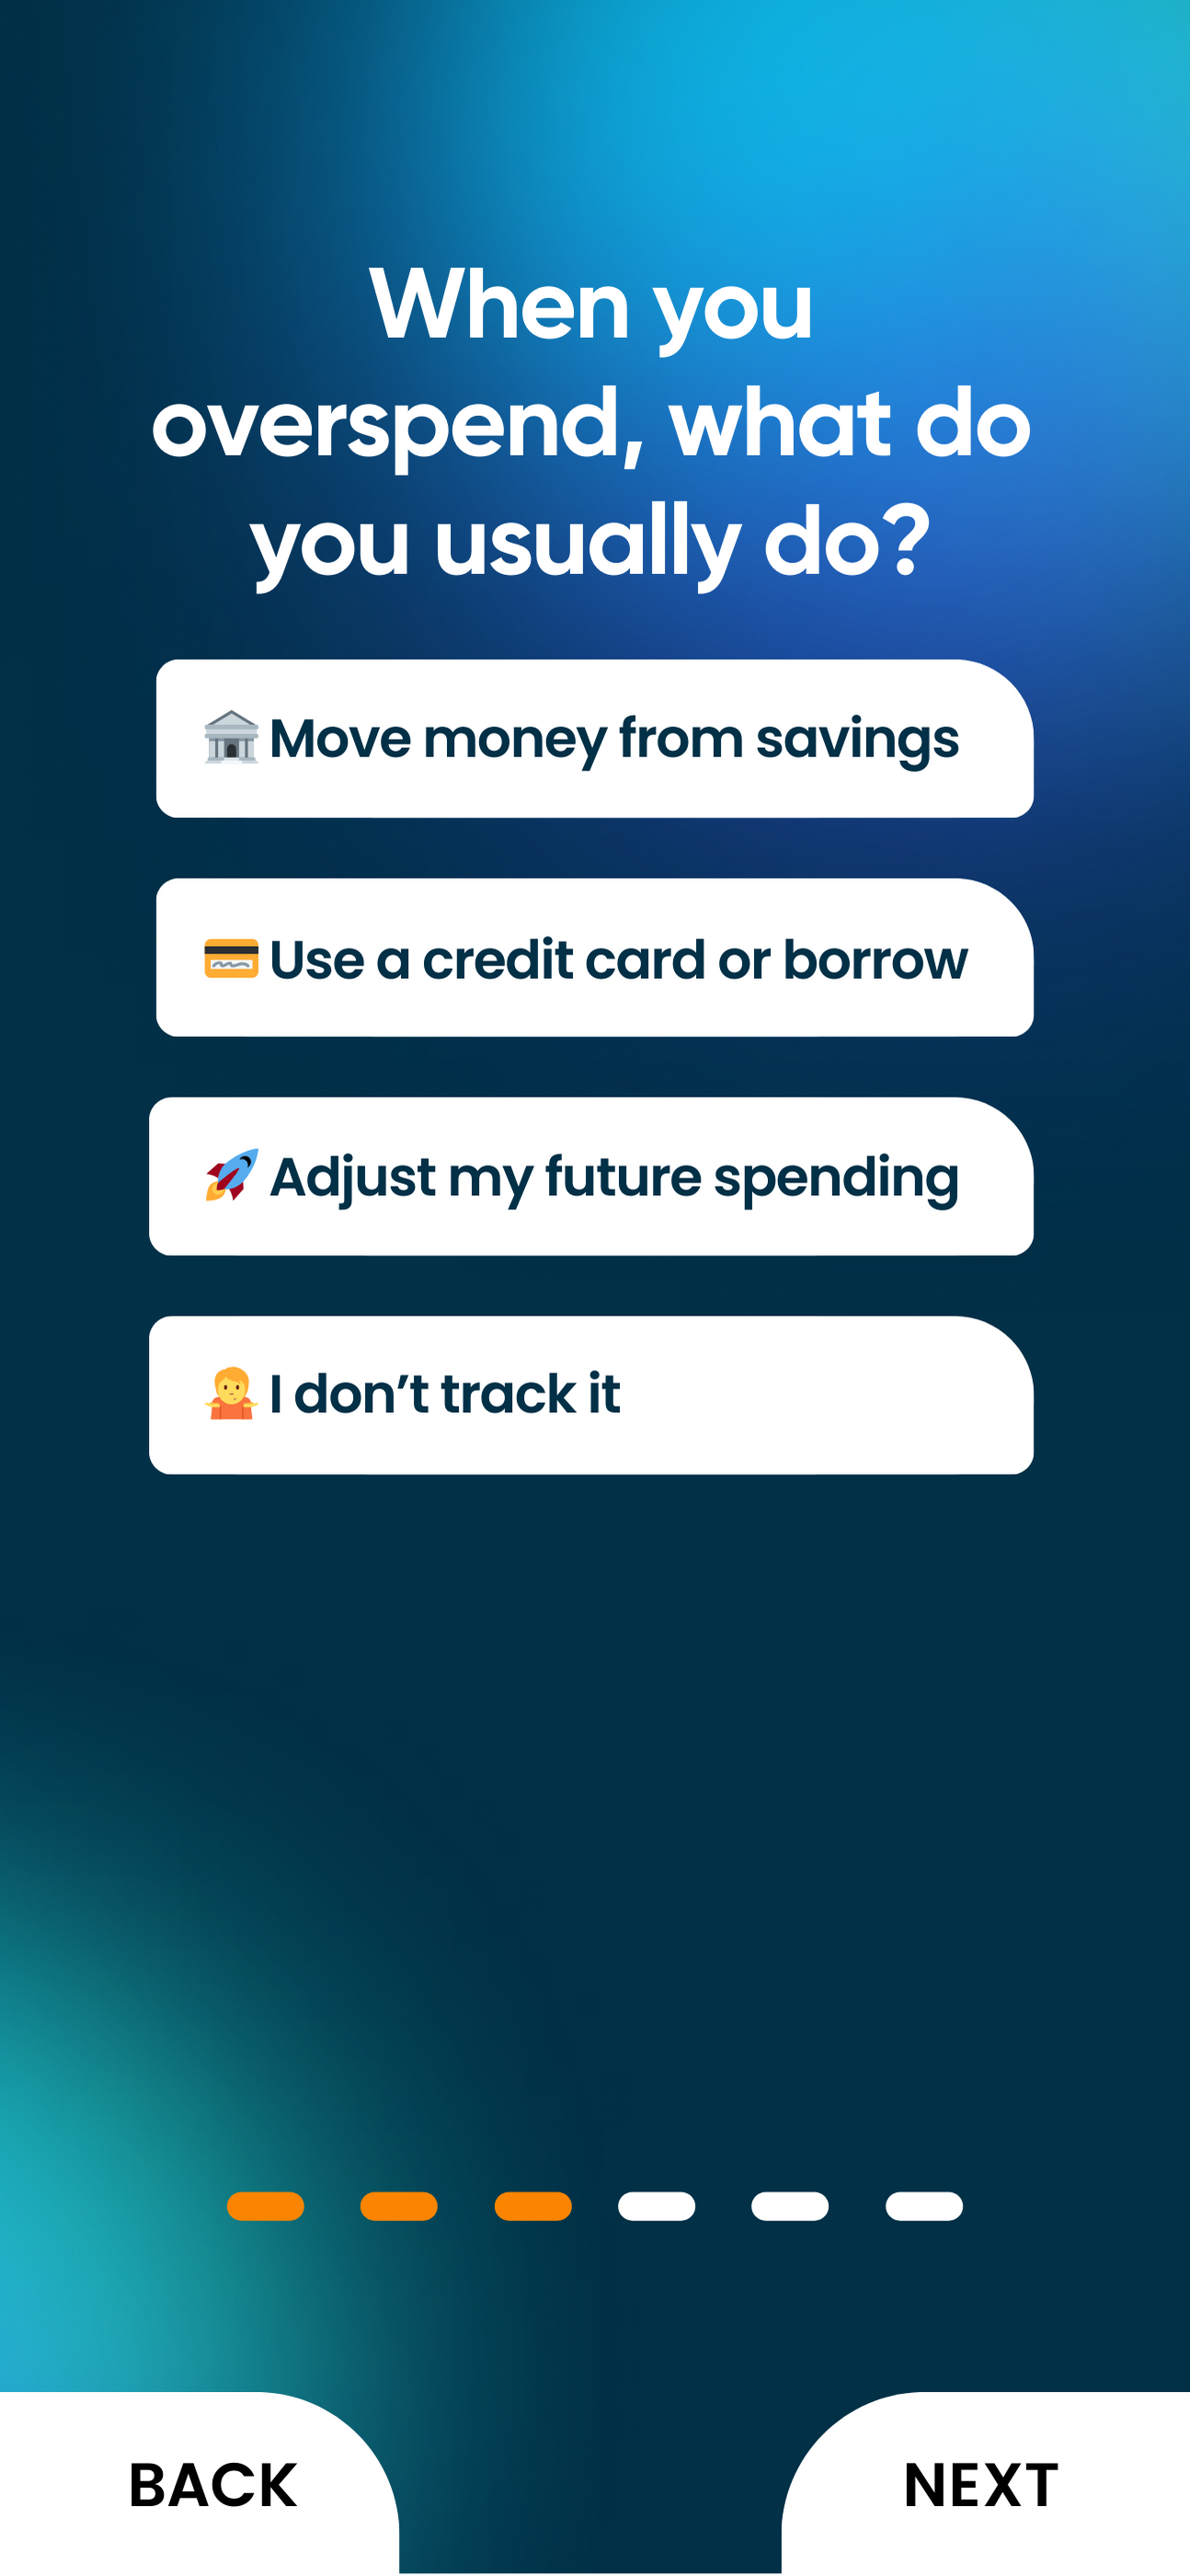 When you
overspend, what do
you usually do?
Move money from savings
Use a credit card or borrow
Adjust my future spending
I don’t track it
BACK
NEXT